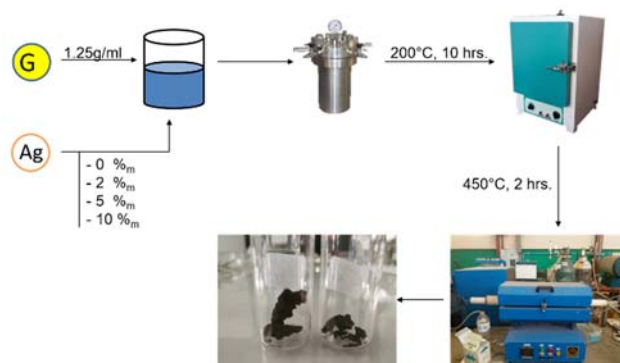 G
1.25g/ml
200°C, 10 hrs.
Ag
- 0 %m
- 2 %m
- 5 %m
- 10 %m
450°C, 2 hrs.